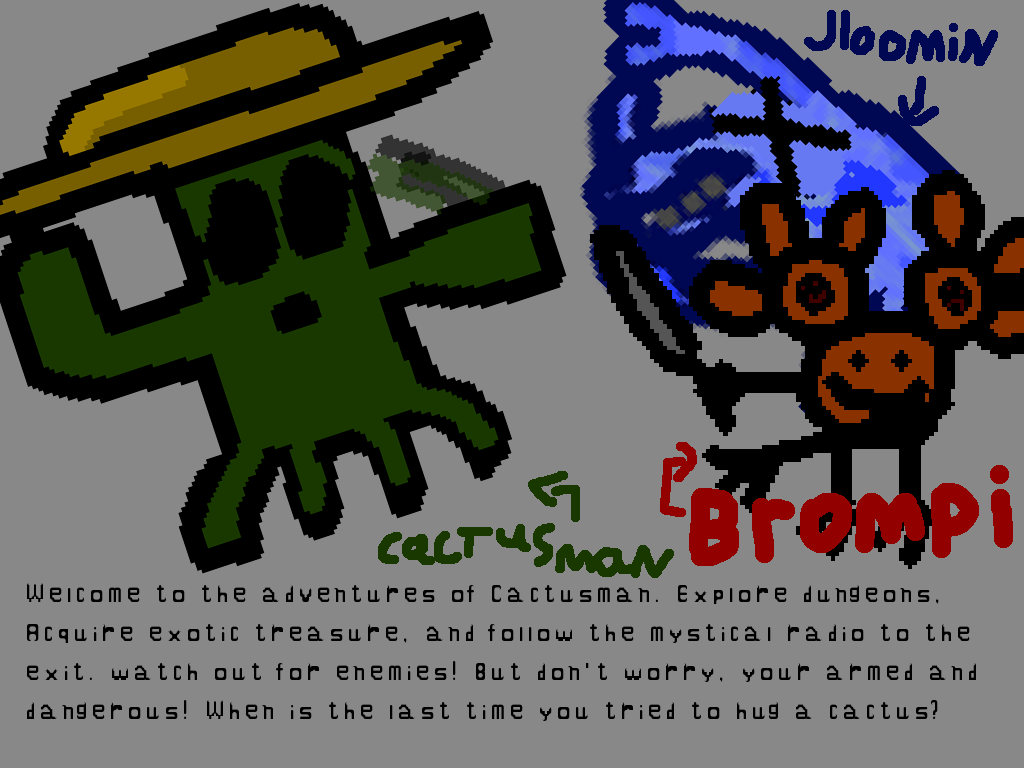 Jloomin
cactusman
Brompi
Welcome to the adventures of Cactusman. Explore dungeons,
Acquire exotic treasure, and follow the mystical radio to the
exit. watch out for enemies! But don't worry, your armed and
dangerous! When is the last time you tried to hug a cactus?